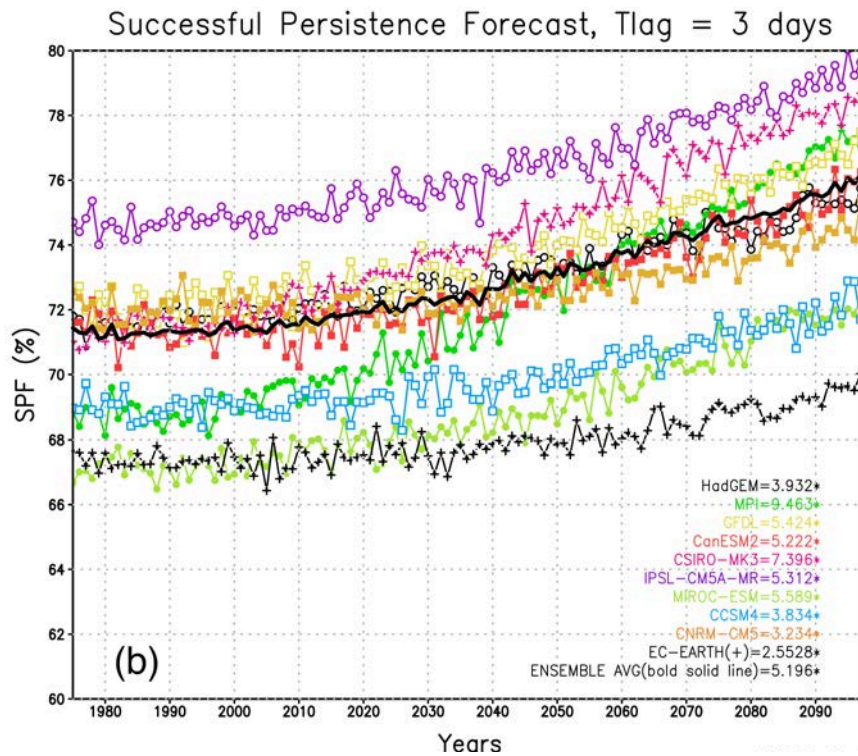 Successful Persistence Forecast, Tlag = 3 days
80
78
76
74
72
70
68
66
64
62
60
SPF (%)
HadGEM=3.932*
MPI=9.463*
GFDL=5.424*
CanESM2=5.222*
CSIRO-MK3=7.396*
IPSL-CM5A-MR=5.312*
MIROC-ESM=5.589*
CCSM4=3.834*
CNRM-CM5=3.234*
EC-EARTH(+)=2.5528*
ENSEMBLE AVG(bold solid line)=5.196*
(b)
1980 1990 2000 2010 2020 2030 2040 2050 2060 2070 2080 2090
Years